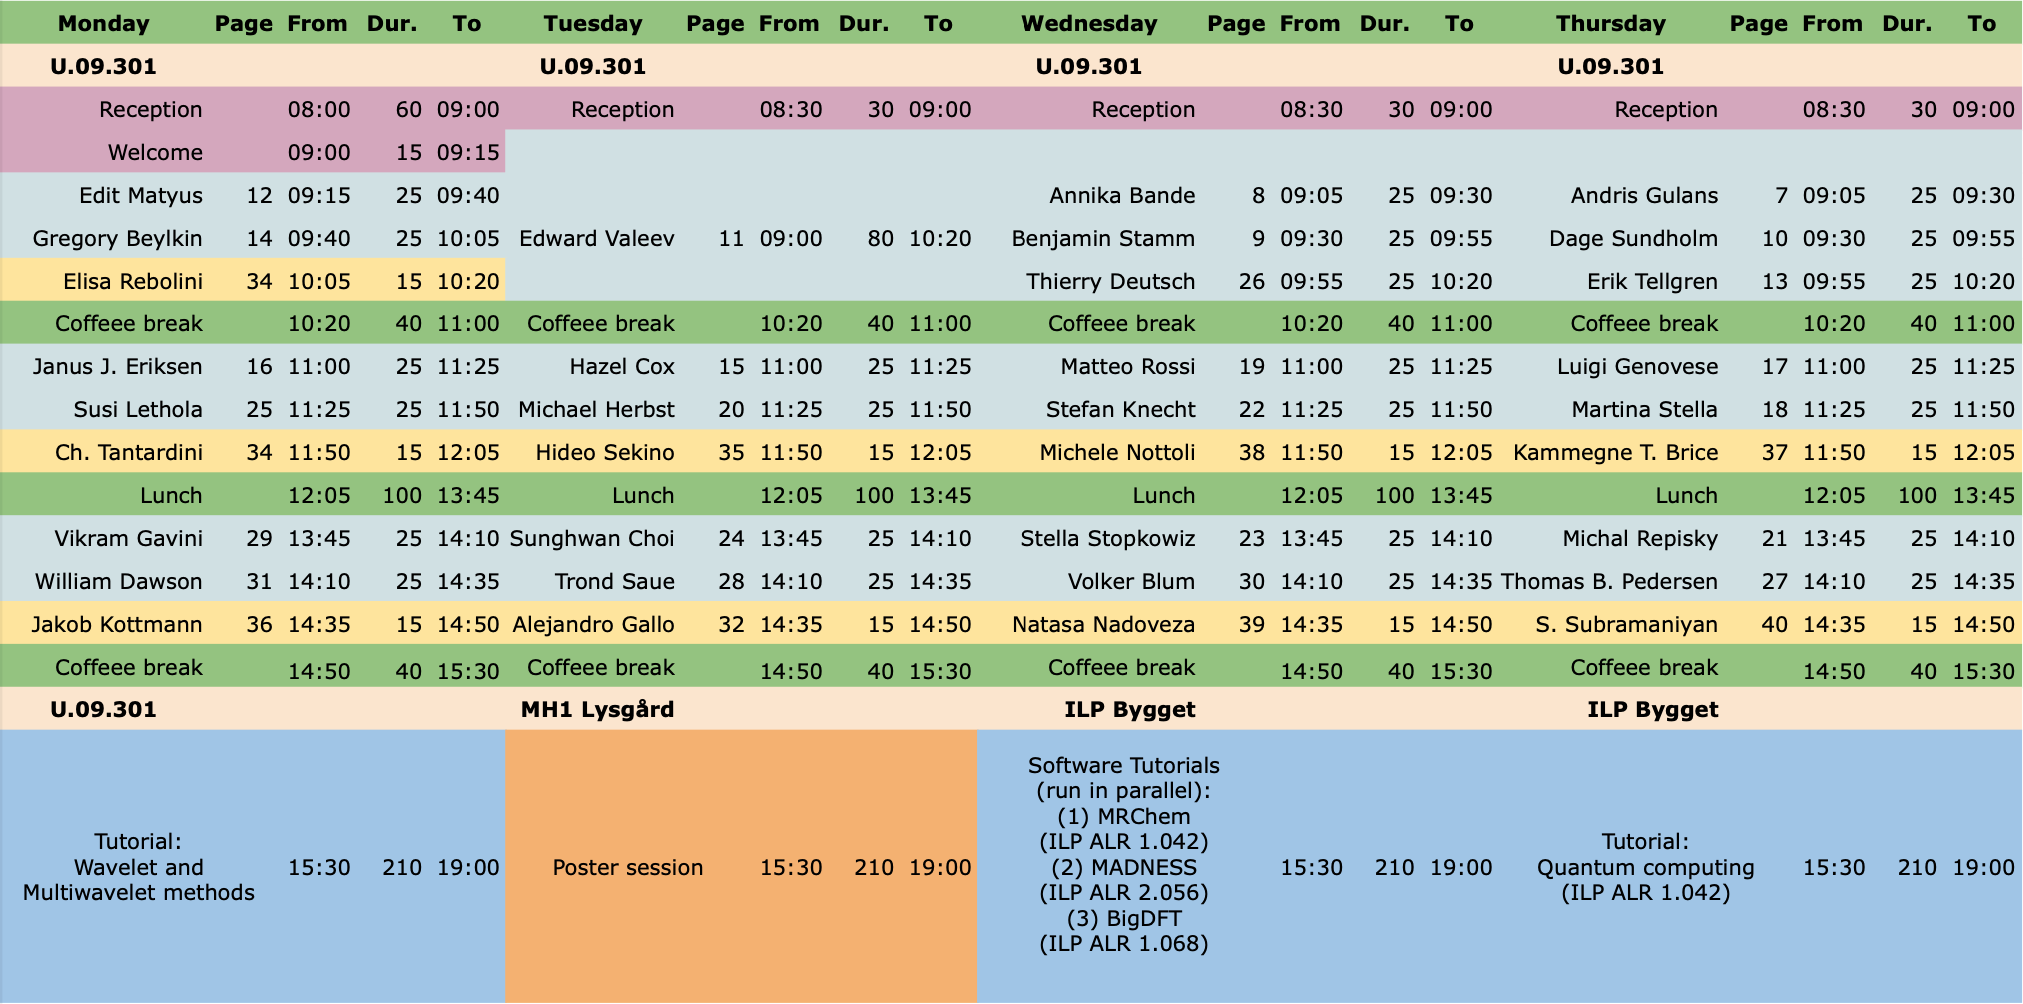 Monday Page From Dur. To Tuesday Page From Dur. To Wednesday Page From Dur. To Thursday Page From Dur. To
U.09.301 U.09.301 U.09.301 U.09.301
Reception 08:00 60 09:00 Reception 08:30 30 09:00 Reception 08:30 30 09:00 Reception 08:30 30 09:00
Welcome 09:00 15 09:15
Edit Matyus 12 09:15 25 09:40 Annika Bande 8 09:05 25 09:30 Andris Gulans 7 09:05 25 09:30
Gregory Beylkin 14 09:40 25 10:05 Edward Valeev 11 09:00 80 10:20 Benjamin Stamm 9 09:30 25 09:55 Dage Sundholm 10 09:30 25 09:55
Elisa Rebolini 34 10:05 15 10:20 Thierry Deutsch 26 09:55 25 10:20 Erik Tellgren 13 09:55 25 10:20
Coffeee break 10:20 40 11:00 Coffeee break 10:20 40 11:00 Coffeee break 10:20 40 11:00 Coffeee break 10:20 40 11:00
Janus J. Eriksen 16 11:00 25 11:25 Hazel Cox 15 11:00 25 11:25 Matteo Rossi 19 11:00 25 11:25 Luigi Genovese 17 11:00 25 11:25
Susi Lethola 25 11:25 25 11:50 Michael Herbst 20 11:25 25 11:50 Stefan Knecht 22 11:25 25 11:50 Martina Stella 18 11:25 25 11:50
Ch. Tantardini 34 11:50 15 12:05 Hideo Sekino 35 11:50 15 12:05 Michele Nottoli 38 11:50 15 12:05 Kammegne T. Brice 37 11:50 15 12:05
Lunch 12:05 100 13:45 Lunch 12:05 100 13:45 Lunch 12:05 100 13:45 Lunch 12:05 100 13:45
Vikram Gavini 29 13:45 25 14:10 Sunghwan Choi 24 13:45 25 14:10 Stella Stopkowiz 23 13:45 25 14:10 Michal Repisky 21 13:45 25 14:10
William Dawson 31 14:10 25 14:35 Trond Saue 28 14:10 25 14:35 Volker Blum 30 14:10 25 14:35 Thomas B. Pedersen 27 14:10 25 14:35
Jakob Kottmann 36 14:35 15 14:50 Alejandro Gallo 32 14:35 15 14:50 Natasa Nadoveza 39 14:35 15 14:50 S. Subramaniyan 40 14:35 15 14:50
Coffeee break 14:50 40 15:30 Coffeee break 14:50 40 15:30 Coffeee break 14:50 40 15:30 Coffeee break 14:50 40 15:30
U.09.301 MH1 Lysgård ILP Bygget ILP Bygget
Tutorial:
Wavelet and
Multiwavelet methods
15:30 210 19:00
Poster session 15:30 210 19:00
Software Tutorials
(run in parallel):
(1) MRChem
(ILP ALR 1.042)
(2) MADNESS
(ILP ALR 2.056)
(3) BigDFT
(ILP ALR 1.068)
15:30 210 19:00
Tutorial:
Quantum computing
(ILP ALR 1.042)
15:30 210 19:00